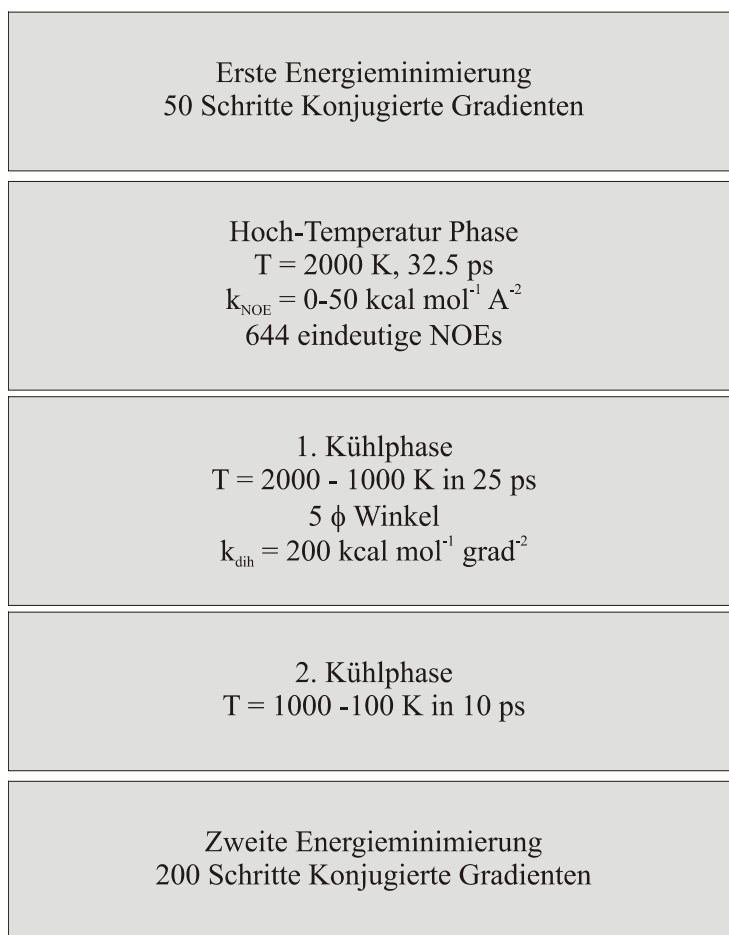 Erste Energieminimierung
50 Schritte Konjugierte Gradienten
Hoch-Temperatur Phase
T = 2000 K, 32.5 ps
k_NOE = 0-50 kcal mol⁻¹ A⁻²
644 eindeutige NOEs
1. Kühlphase
T = 2000 - 1000 K in 25 ps
5 ϕ Winkel
k_dih = 200 kcal mol⁻¹ grad⁻²
2. Kühlphase
T = 1000 -100 K in 10 ps
Zweite Energieminimierung
200 Schritte Konjugierte Gradienten